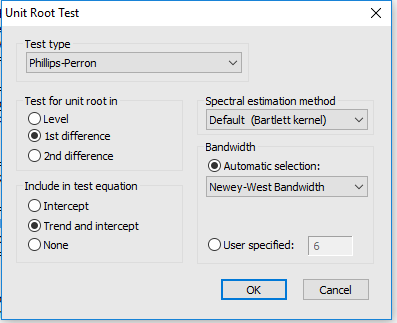 Unit Root Test
Test type
Phillips-Perron
Test for unit root in
Level
1st difference
2nd difference
Include in test equation
Intercept
Trend and intercept
None
Spectral estimation method
Default (Bartlett kernel)
Bandwidth
Automatic selection:
Newey-West Bandwidth
User specified: 6
OK Cancel